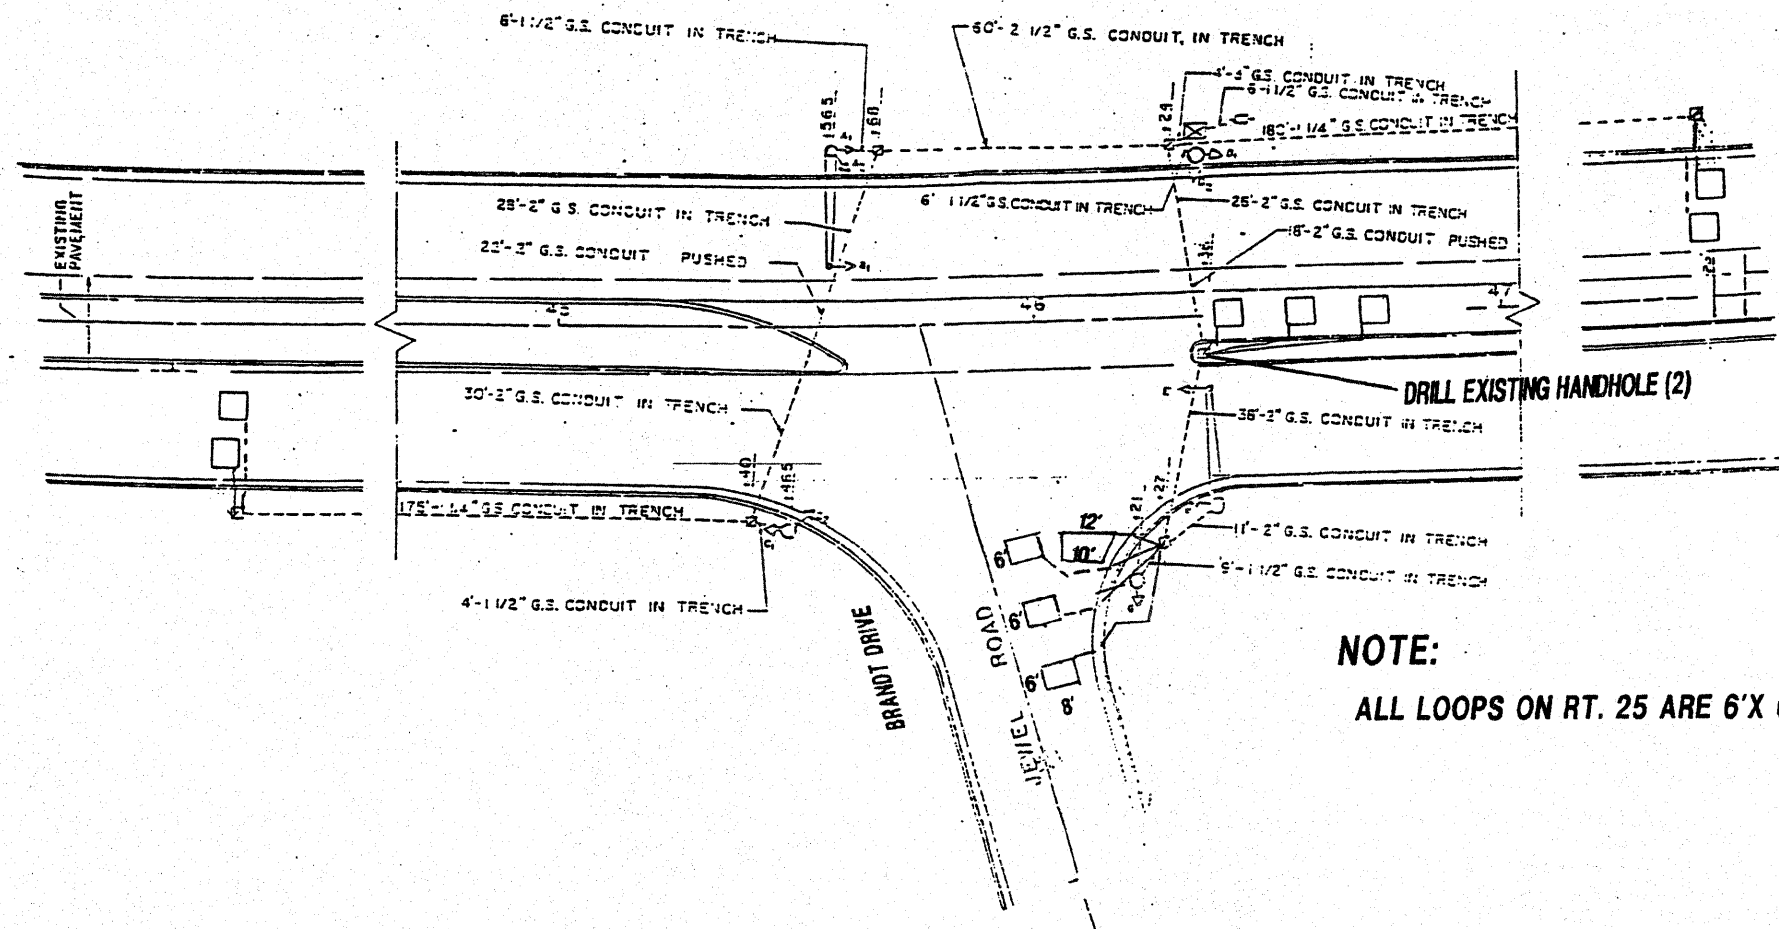 6'-1 1/2" G.S. CONDUIT IN TRENCH
60'-2 1/2" G.S. CONDUIT, IN TRENCH
4'-3" G.S. CONDUIT IN TRENCH
6-1 1/2" G.S. CONDUIT IN TRENCH
180'-1 1/4" G.S. CONDUIT IN TRENCH
EXISTING
PAVEMENT
28'-2" G.S. CONDUIT IN TRENCH
6' 1 1/2" G.S. CONDUIT IN TRENCH
26'-2" G.S. CONDUIT IN TRENCH
G.S. CONDUIT PUSHED
18'-2" G.S. CONDUIT PUSHED
46
47
DRILL EXISTING HANDHOLE (2)
30'-2" G.S. CONDUIT IN TRENCH
36'-2" G.S. CONDUIT IN TRENCH
175'-1 1/4" G.S. CONDUIT IN TRENCH
12'
10'
11'-2" G.S. CONDUIT IN TRENCH
6'
9'-1 1/2" G.S. CONDUIT IN TRENCH
4'-1 1/2" G.S. CONDUIT IN TRENCH
6'
BRANDT DRIVE
JEWEL ROAD
6'
8'
NOTE:
ALL LOOPS ON RT. 25 ARE 6'X